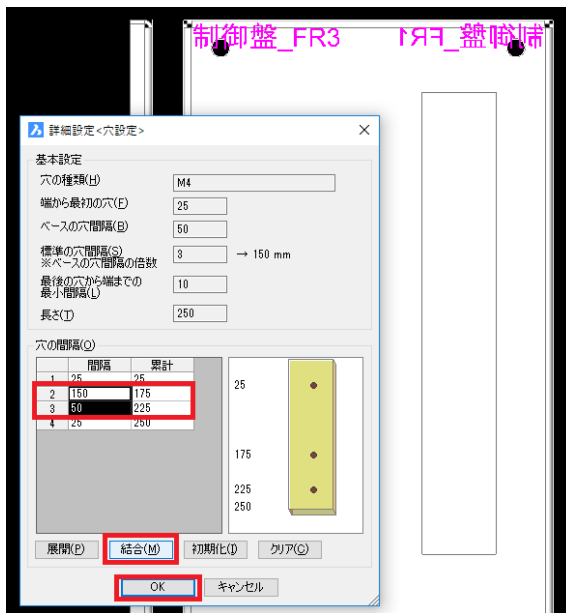 制御盤_FR3
制御盤_FR1
詳細設定<穴設定>
基本設定
穴の種類(H)
M4
端から最初の穴(F)
25
ベースの穴間隔(B)
50
標準の穴間隔(S)
※ベースの穴間隔の倍数
3
→ 150 mm
最後の穴から端までの
最小間隔(L)
10
長さ(T)
250
穴の間隔(O)
間隔 累計
1 25 25
2 150 175
3 50 225
4 25 250
25
175
225
250
展開(P) 結合(M) 初期化(I) クリア(C)
OK キャンセル